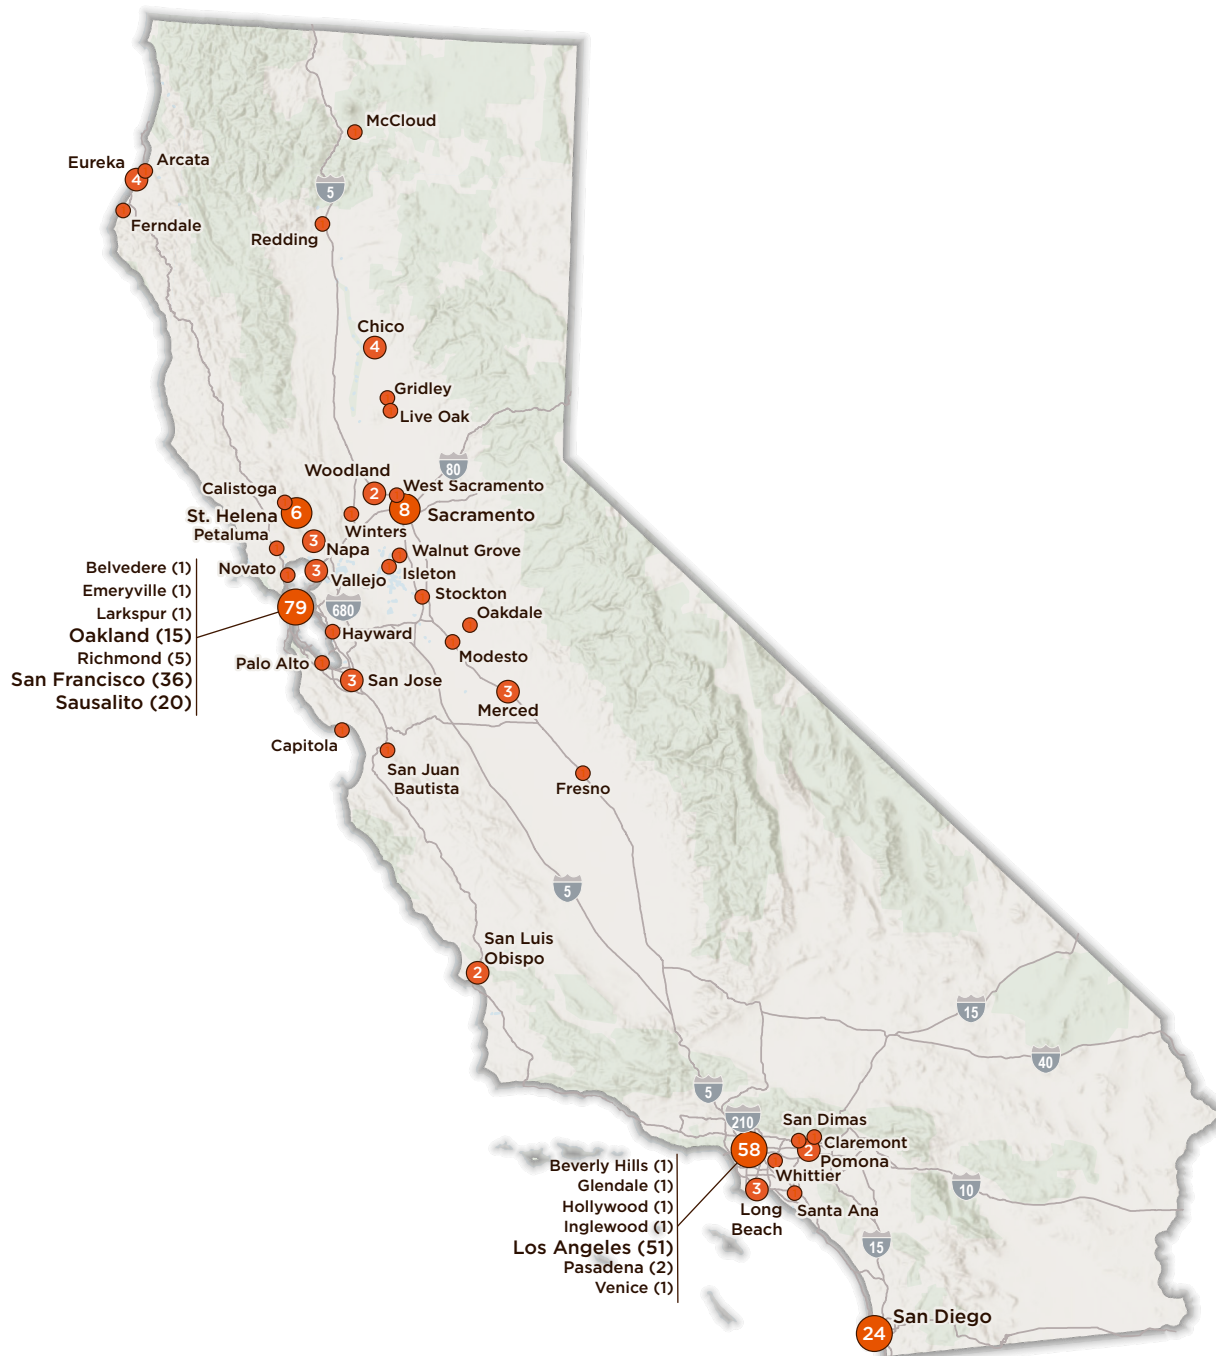 McCloud
Eureka
Arcata
4
5
Ferndale
Redding
Chico
4
Gridley
Live Oak
80
Woodland
Calistoga
2
West Sacramento
St. Helena
6
8
Sacramento
Petaluma
Winters
3
Napa
Walnut Grove
Novato
3
Vallejo
Isleton
Stockton
Belvedere (1)
Emeryville (1)
Larkspur (1)
Oakland (15)
Richmond (5)
San Francisco (36)
Sausalito (20)
79
680
Oakdale
Hayward
Modesto
Palo Alto
3
San Jose
3
Merced
Capitola
San Juan
Bautista
Fresno
5
San Luis
Obispo
2
15
40
5
210
San Dimas
58
Claremont
2
Pomona
Whittier
Beverly Hills (1)
Glendale (1)
Hollywood (1)
Inglewood (1)
Los Angeles (51)
Pasadena (2)
Venice (1)
3
Long
Beach
Santa Ana
10
15
San Diego
24